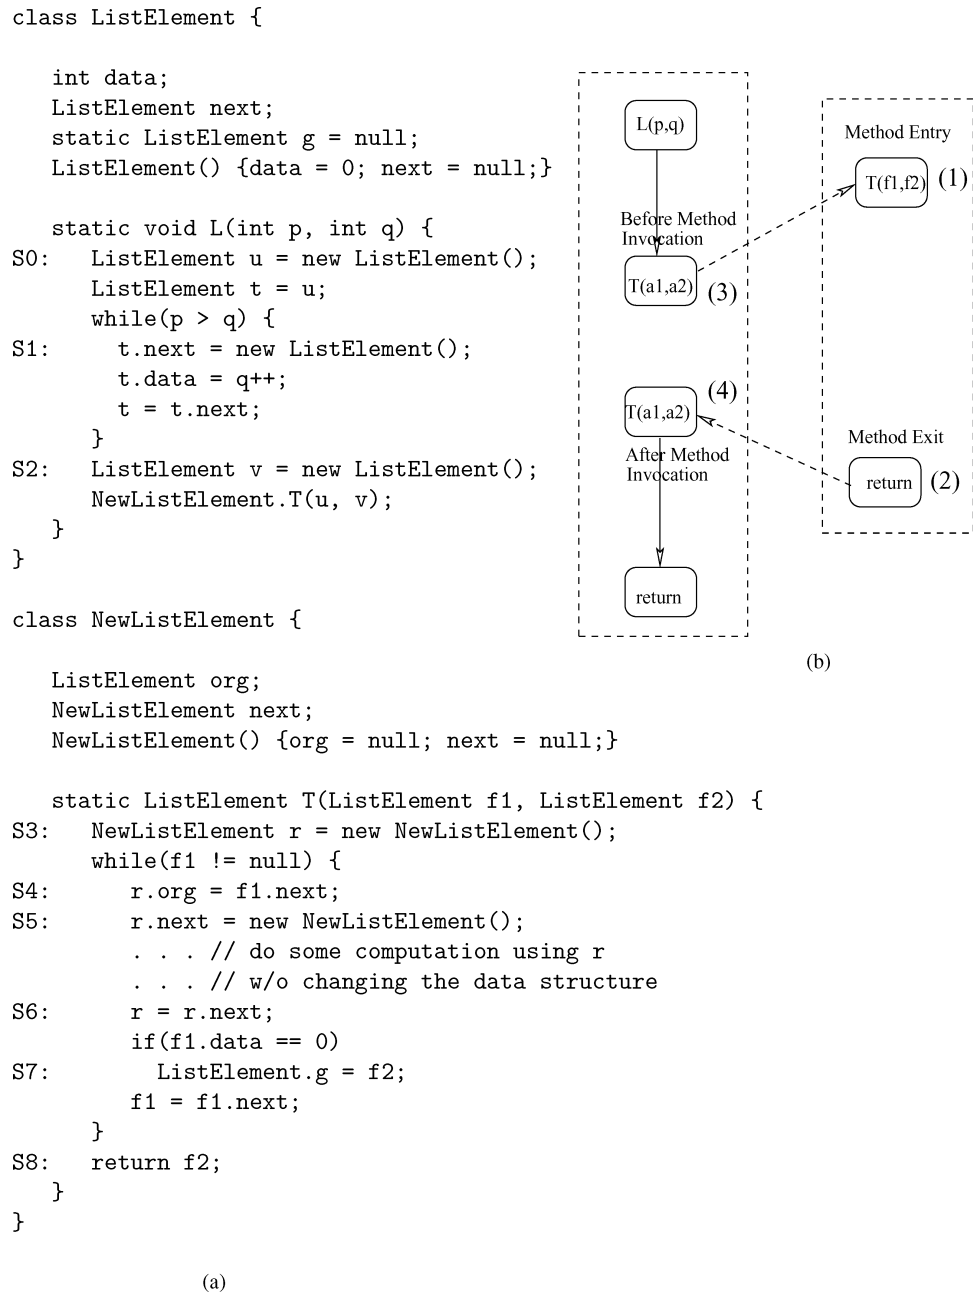 class ListElement {
int data;
ListElement next;
static ListElement g = null;
ListElement() {data = 0; next = null;}
static void L(int p, int q) {
S0: ListElement u = new ListElement();
ListElement t = u;
while(p > q) {
S1: t.next = new ListElement();
t.data = q++;
t = t.next;
}
S2: ListElement v = new ListElement();
NewListElement.T(u, v);
}
}
class NewListElement {
ListElement org;
NewListElement next;
NewListElement() {org = null; next = null;}
static ListElement T(ListElement f1, ListElement f2) {
S3: NewListElement r = new NewListElement();
while(f1 != null) {
S4: r.org = f1.next;
S5: r.next = new NewListElement();
. . . // do some computation using r
. . . // w/o changing the data structure
S6: r = r.next;
if(f1.data == 0)
S7: ListElement.g = f2;
f1 = f1.next;
}
S8: return f2;
}
}
(a)
L(p,q)
Before Method
Invocation
T(a1,a2) (3)
T(a1,a2) (4)
After Method
Invocation
return
Method Entry
T(f1,f2) (1)
Method Exit
return (2)
(b)